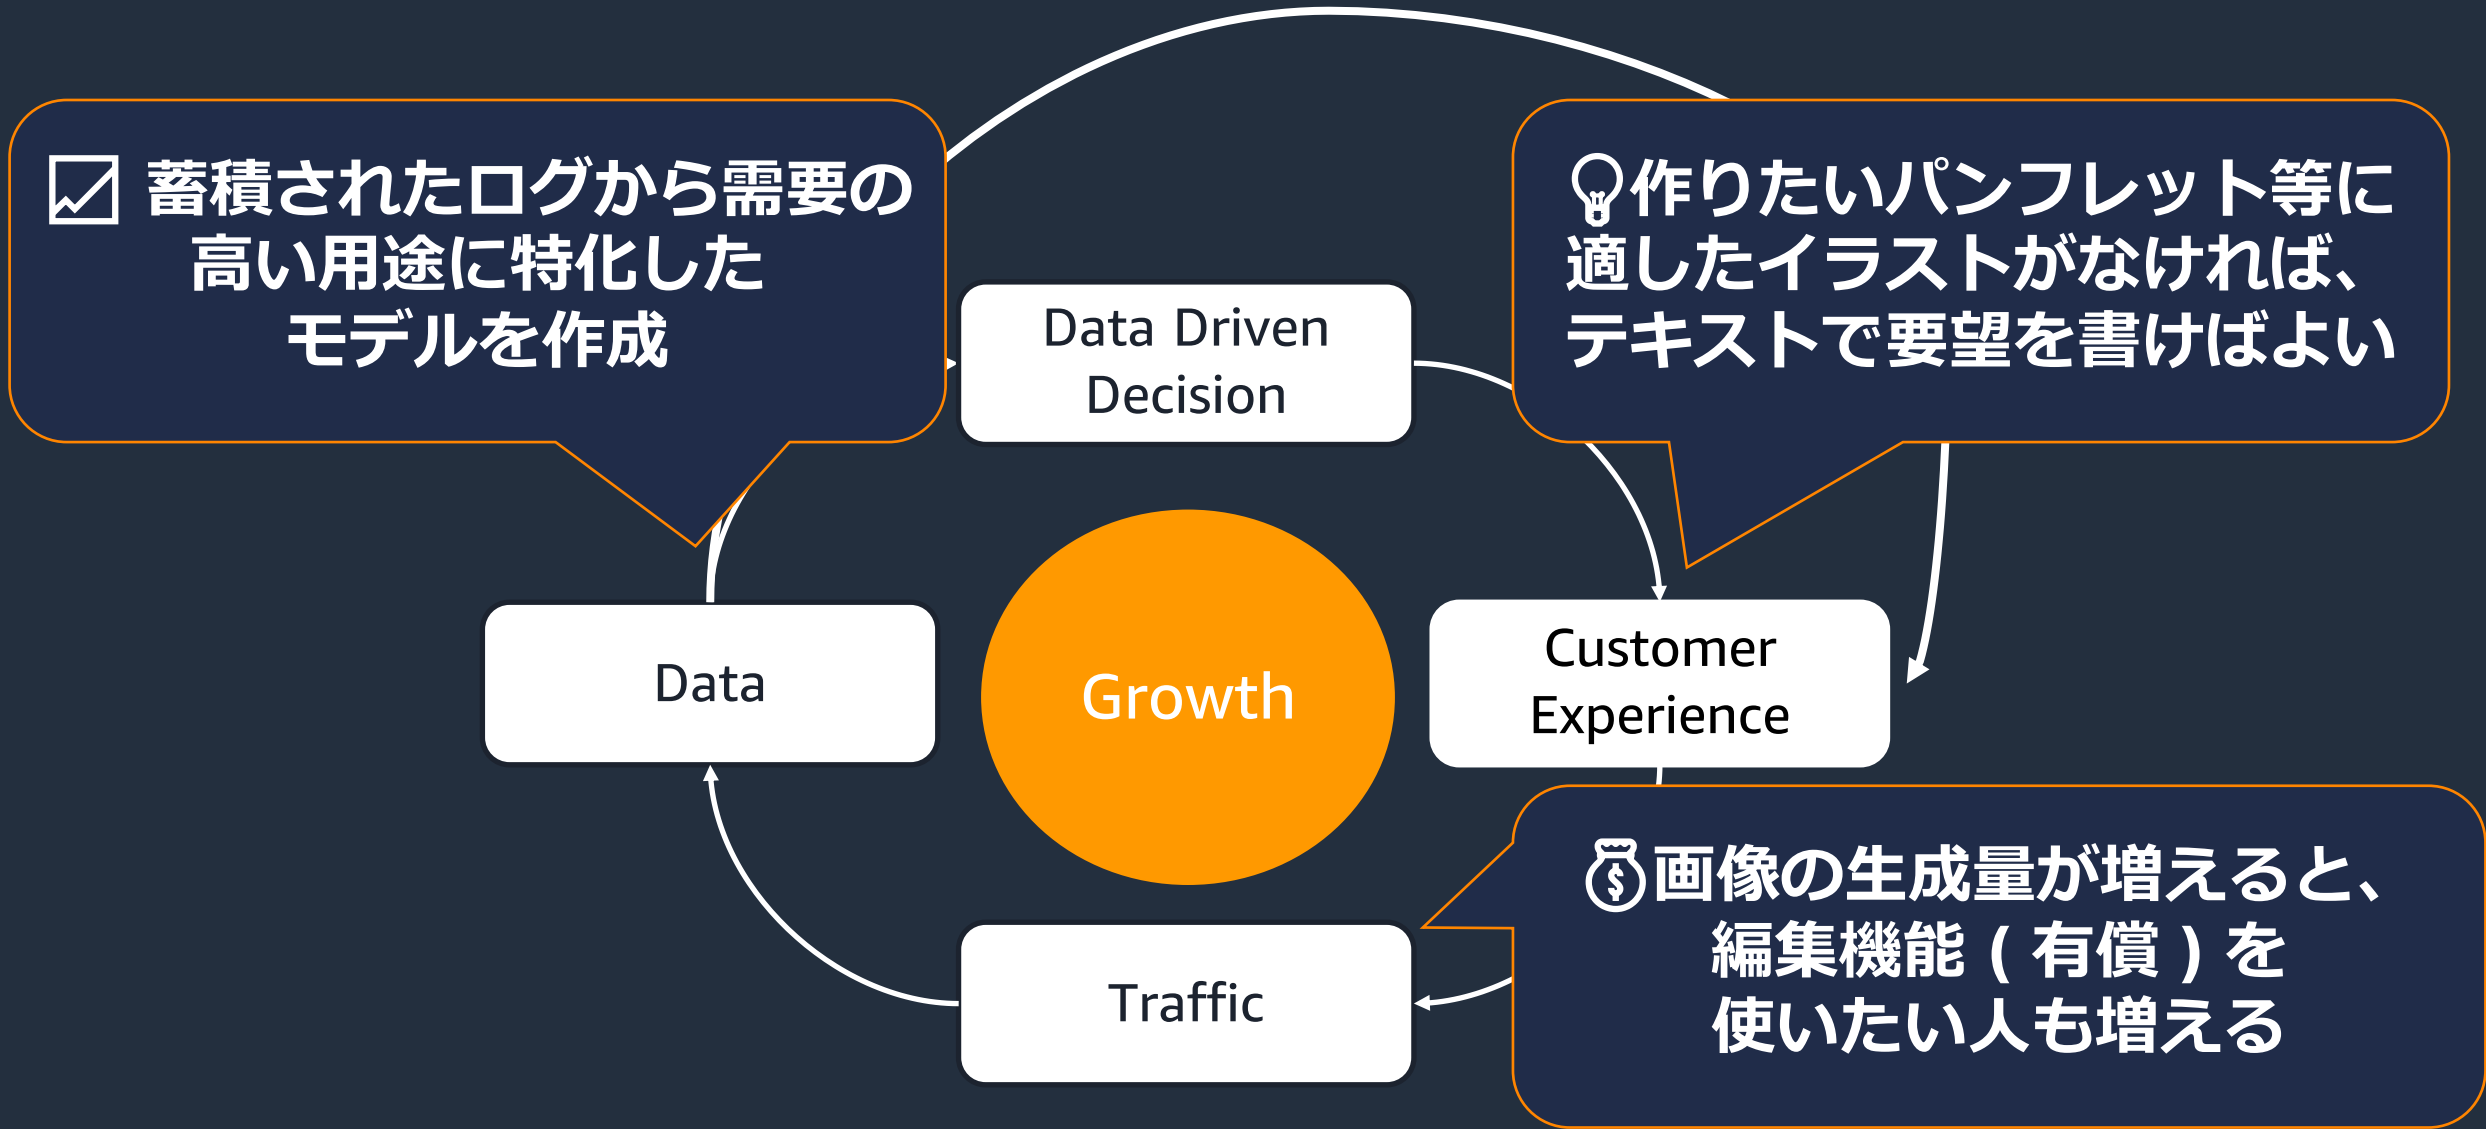 蓄積されたログから需要の
高い用途に特化した
モデルを作成
作りたいパンフレット等に
適したイラストがなければ、
テキストで要望を書けばよい
Data Driven
Decision
Data
Growth
Customer
Experience
Traffic
画像の生成量が増えると、
編集機能 ( 有償 ) を
使いたい人も増える